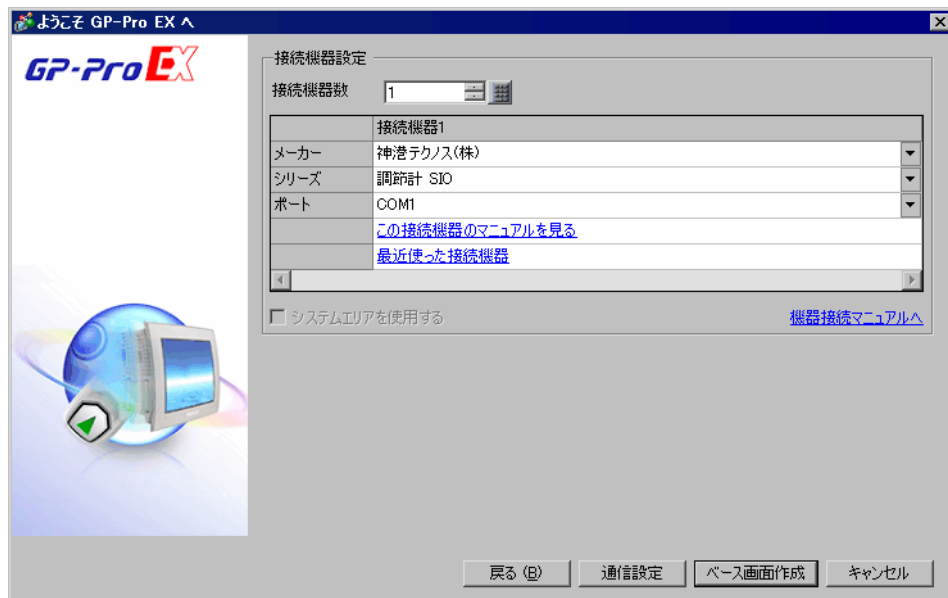 ようこそ GP-Pro EX へ
GP-Pro EX
接続機器設定
接続機器数 1
接続機器1
メーカー 神港テクノス(株)
シリーズ 調節計 SIO
ポート COM1
この接続機器のマニュアルを見る
最近使った接続機器
システムエリアを使用する 機器接続マニュアルへ
戻る (B) 通信設定 ベース画面作成 キャンセル